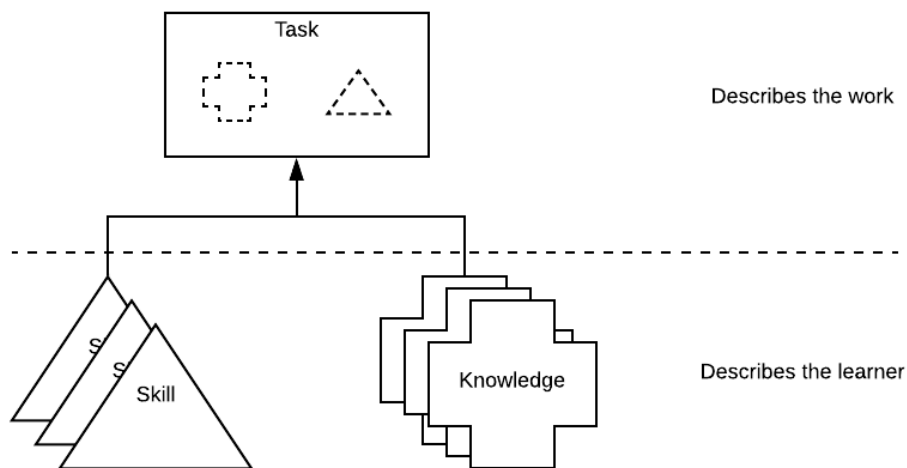 Task
Describes the work
S
S
Skill
Knowledge
Describes the learner